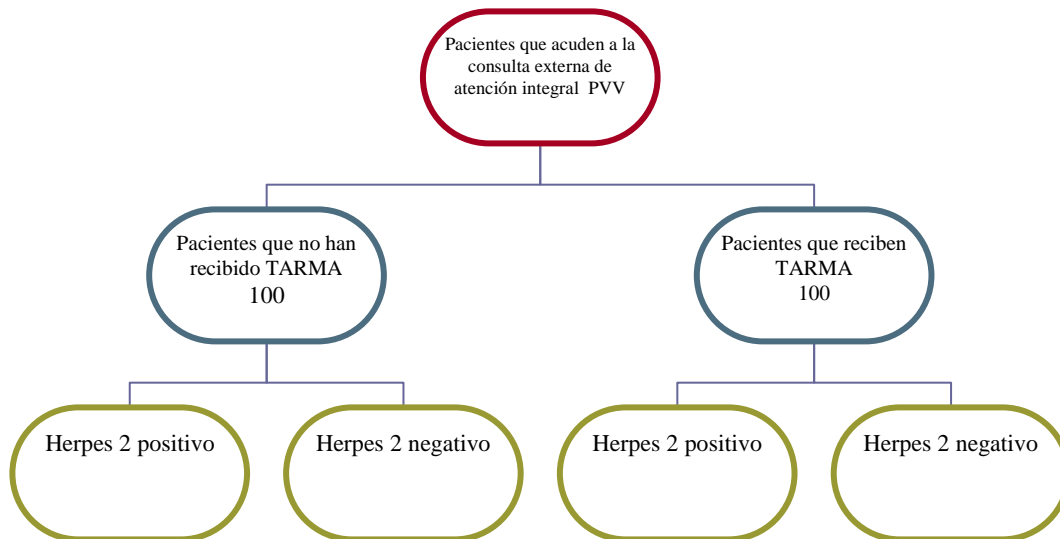 Pacientes que acuden a la
consulta externa de
atención integral PVV
Pacientes que no han
recibido TARMA
100
Pacientes que reciben
TARMA
100
Herpes 2 positivo
Herpes 2 negativo
Herpes 2 positivo
Herpes 2 negativo